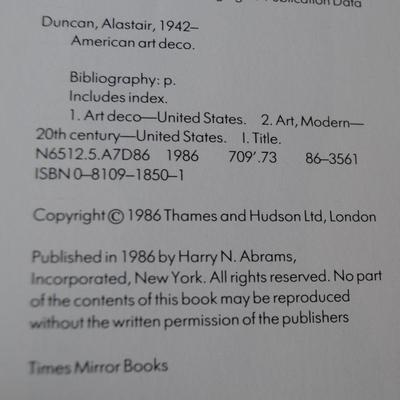 Publication Data
Duncan, Alastair, 1942–
American art deco.
Bibliography: p.
Includes index.
1. Art deco—United States. 2. Art, Modern—
20th century—United States. I. Title.
N6512.5.A7D86 1986 709'.73 86–3561
ISBN 0–8109–1850–1
Copyright © 1986 Thames and Hudson Ltd, London
Published in 1986 by Harry N. Abrams,
Incorporated, New York. All rights reserved. No part
of the contents of this book may be reproduced
without the written permission of the publishers
Times Mirror Books